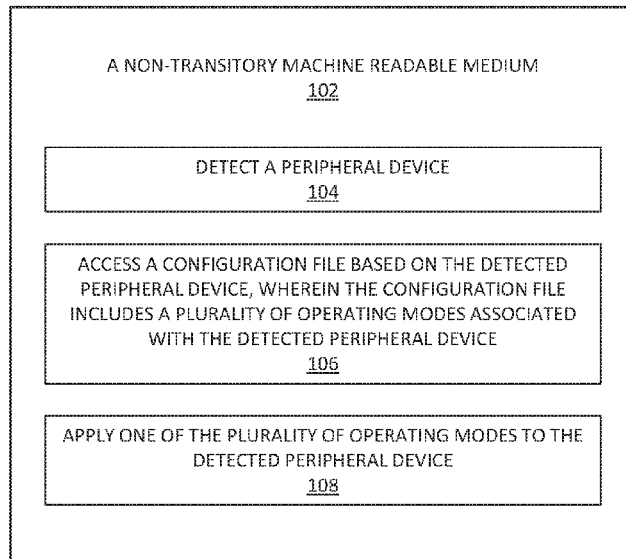 A NON-TRANSITORY MACHINE READABLE MEDIUM
102
DETECT A PERIPHERAL DEVICE
104
ACCESS A CONFIGURATION FILE BASED ON THE DETECTED
PERIPHERAL DEVICE, WHEREIN THE CONFIGURATION FILE
INCLUDES A PLURALITY OF OPERATING MODES ASSOCIATED
WITH THE DETECTED PERIPHERAL DEVICE
106
APPLY ONE OF THE PLURALITY OF OPERATING MODES TO THE
DETECTED PERIPHERAL DEVICE
108